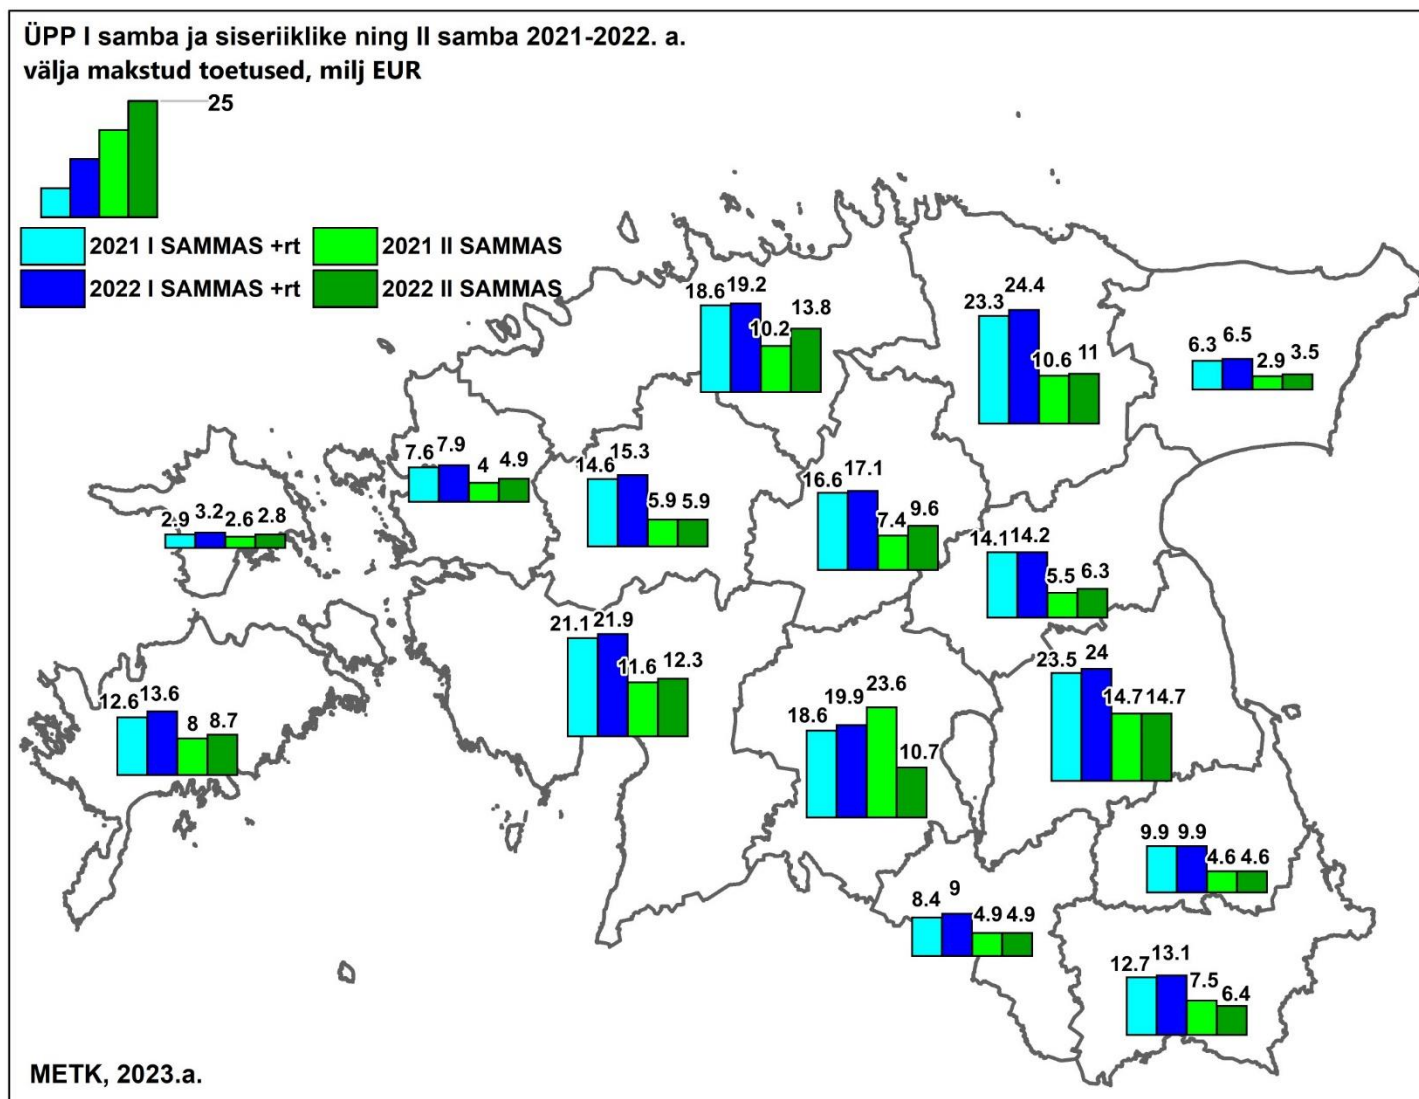 ÜPP I samba ja siseriiklike ning II samba 2021-2022. a.
välja makstud toetused, milj EUR
25
2021 I SAMMAS +rt 2021 II SAMMAS
2022 I SAMMAS +rt 2022 II SAMMAS
18.6 19.2 10.2 13.8
23.3 24.4 10.6 11
6.3 6.5 2.9 3.5
7.6 7.9 4 4.9
14.6 15.3 5.9 5.9
16.6 17.1 7.4 9.6
2.9 3.2 2.6 2.8
14.1 14.2 5.5 6.3
21.1 21.9 11.6 12.3
23.5 24 14.7 14.7
12.6 13.6 8 8.7
18.6 19.9 23.6 10.7
9.9 9.9 4.6 4.6
8.4 9 4.9 4.9
12.7 13.1 7.5 6.4
METK, 2023.a.